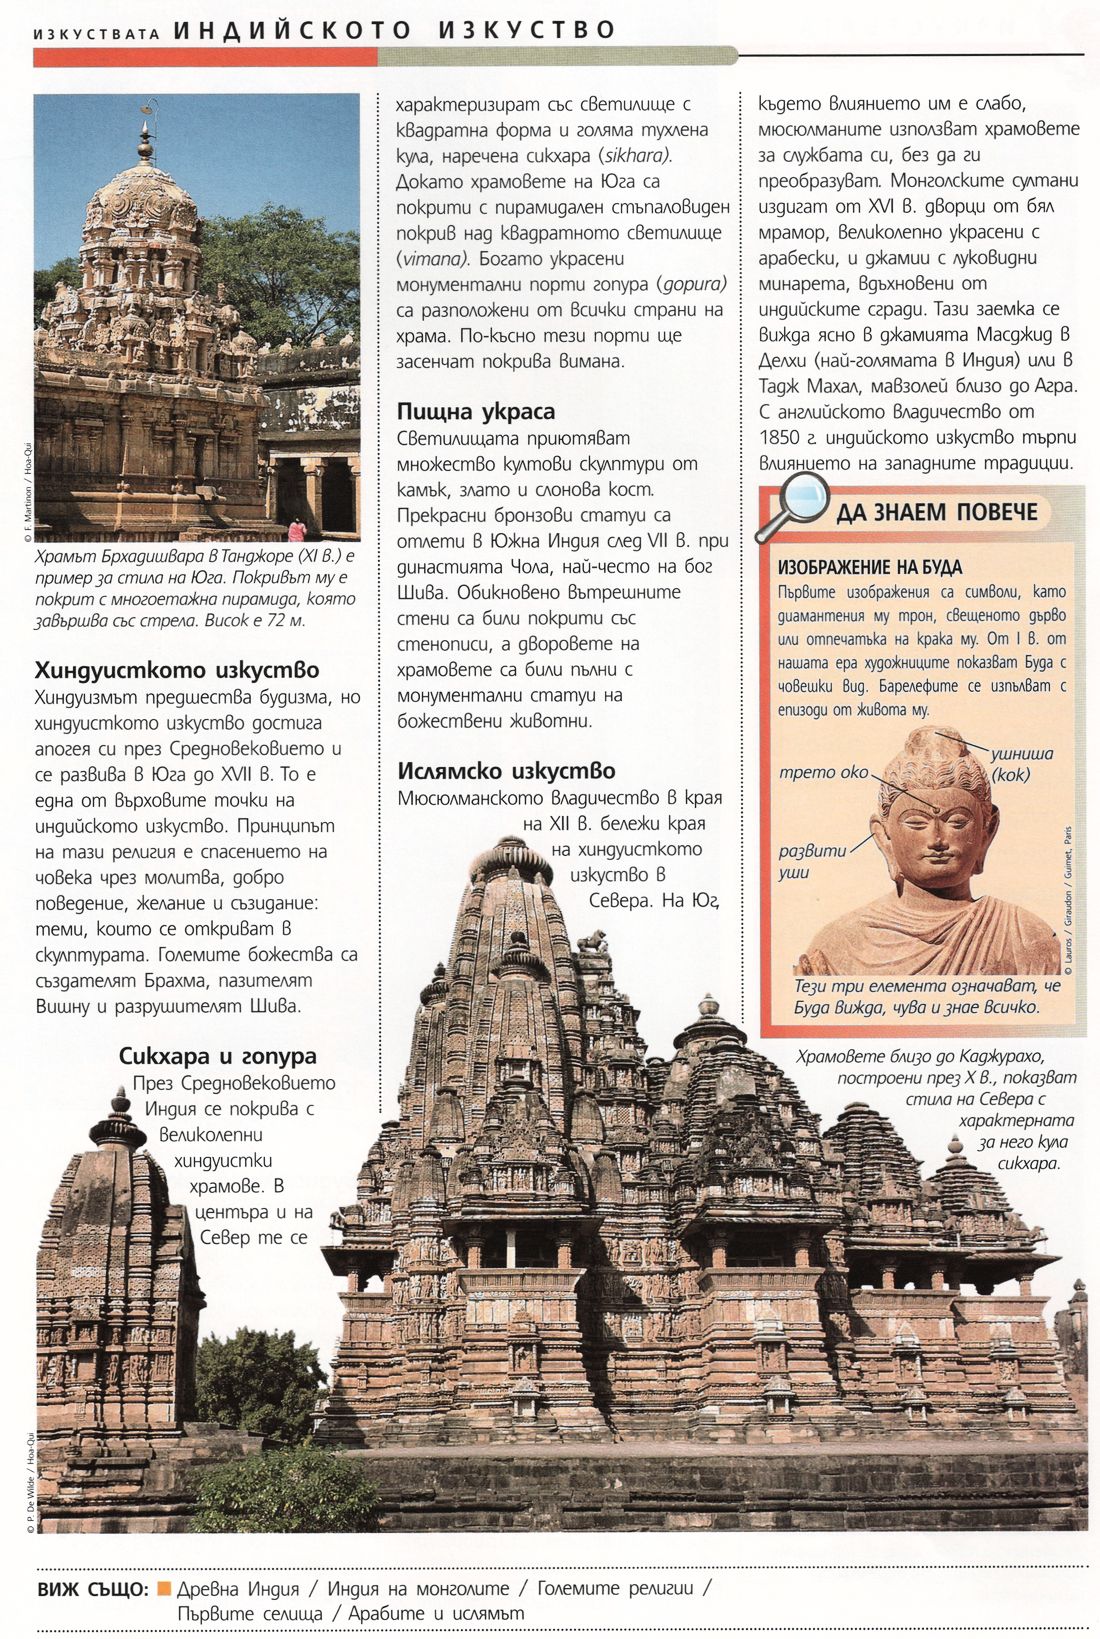 ИЗКУСТВАТА ИНДИЙСКОТО ИЗКУСТВО
© F. Martinon / Hoa-Qui
Храмът Брхадишвара в Танджоре (XI в.) е
пример за стила на Юга. Покривът му е
покрит с многоетажна пирамида, която
завършва със стрела. Висок е 72 м.
Хиндуисткото изкуство
Хиндуизмът предшества будизма, но
хиндуисткото изкуство достига
апогея си през Средновековието и
се развива в Юга до XVII в. То е
една от върховите точки на
индийското изкуство. Принципът
на тази религия е спасението на
човека чрез молитва, добро
поведение, желание и съзидание:
теми, които се откриват в
скулптурата. Големите божества са
създателят Брахма, пазителят
Вишну и разрушителят Шива.
Сикхара и гопура
През Средновековието
Индия се покрива с
великолепни
хиндуистки
храмове. В
центъра и на
Север те се
характеризират със светилище с
квадратна форма и голяма тухлена
кула, наречена сикхара (sikhara).
Докато храмовете на Юга са
покрити с пирамидален стъпаловиден
покрив над квадратното светилище
(vimana). Богато украсени
монументални порти гопура (gopura)
са разположени от всички страни на
храма. По-късно тези порти ще
засенчат покрива вимана.
Пищна украса
Светилищата приютяват
множество култови скулптури от
камък, злато и слонова кост.
Прекрасни бронзови статуи са
отлети в Южна Индия след VII в. при
династията Чола, най-често на бог
Шива. Обикновено вътрешните
стени са били покрити със
стенописи, а дворовете на
храмовете са били пълни с
монументални статуи на
божествени животни.
Ислямско изкуство
Мюсюлманското владичество в края
на XII в. бележи края
на хиндуисткото
изкуство в
Севера. На Юг,
където влиянието им е слабо,
мюсюлманите използват храмовете
за службата си, без да ги
преобразуват. Монголските султани
издигат от XVI в. дворци от бял
мрамор, великолепно украсени с
арабески, и джамии с луковидни
минарета, вдъхновени от
индийските сгради. Тази заемка се
вижда ясно в джамията Масджид в
Делхи (най-голямата в Индия) или в
Тадж Махал, мавзолей близо до Агра.
С английското владичество от
1850 г. индийското изкуство търпи
влиянието на западните традиции.
ДА ЗНАЕМ ПОВЕЧЕ
ИЗОБРАЖЕНИЕ НА БУДА
Първите изображения са символи, като
диамантения му трон, свещеното дърво
или отпечатъка на крака му. От I в. от
нашата ера художниците показват Буда с
човешки вид. Барелефите се изпълват с
епизоди от живота му.
ушниша
(кок)
трето око
развити
уши
© Lauros / Giraudon / Guimet, Paris
Тези три елемента означават, че
Буда вижда, чува и знае всичко.
Храмовете близо до Каджурахо,
построени през X в., показват
стила на Севера с
характерната
за него кула
сикхара.
© P. De Wilde / Hoa-Qui
ВИЖ СЪЩО: Древна Индия / Индия на монголите / Големите религии /
Първите селища / Арабите и ислямът